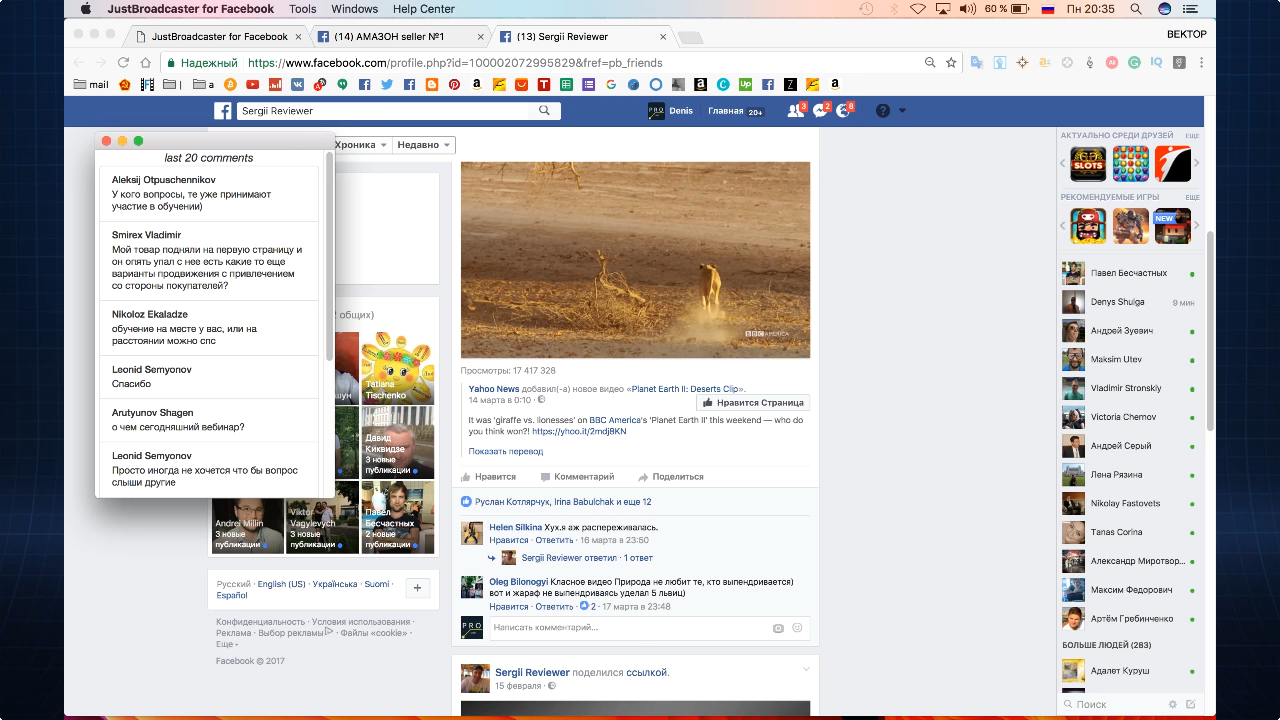 JustBroadcaster for Facebook Tools Windows Help Center 60 % Пн 20:35
JustBroadcaster for Facebook (14) АМАЗОН seller №1 (13) Sergii Reviewer ВЕКТОР
Надежный https://www.facebook.com/profile.php?id=100002072995829&fref=pb_friends
mail a
Sergii Reviewer Denis Главная 20+ 3 2 8
last 20 comments
Aleksij Otpuschennikov
У кого вопросы, те уже принимают
участие в обучении)
Smirex Vladimir
Мой товар подняли на первую страницу и
он опять упал с нее есть какие то еще
варианты продвижения с привлечением
со стороны покупателей?
Nikoloz Ekaladze
обучение на месте у вас, или на
расстоянии можно спс
Leonid Semyonov
Спасибо
Arutyunov Shagen
о чем сегодняшний вебинар?
Leonid Semyonov
Просто иногда не хочется что бы вопрос
слыши другие
Хроника Недавно
общих)
Tatiana
Tischenko
Давид
Киквидзе
3 новые
публикации
Andrei Millin
3 новые
публикации
Viktor
Vagylevych
2 новые
публикации
Павел
Бесчастных
2 новые
публикации
Русский · English (US) · Українська · Suomi ·
Español
Конфиденциальность · Условия использования ·
Реклама · Выбор рекламы · Файлы «cookie» ·
Еще
Facebook © 2017
BBC AMERICA
Просмотры: 17 417 328
Yahoo News добавил(-а) новое видео «Planet Earth II: Deserts Clip».
14 марта в 0:10 ·
Нравится Страница
It was 'giraffe vs. lionesses' on BBC America's 'Planet Earth II' this weekend — who do
you think won?! https://yhoo.it/2mdj8KN
Показать перевод
Нравится Комментарий Поделиться
Руслан Котлярчук, Irina Babulchak и еще 12
Helen Silkina Хух.я аж распереживалась.
Нравится · Ответить · 16 марта в 23:50
Sergii Reviewer ответил · 1 ответ
Oleg Bilonogyi Класное видео Природа не любит те, кто выпендривается)
вот и жараф не выпендриваясь уделал 5 львиц)
Нравится · Ответить · 2 · 17 марта в 23:48
Написать комментарий...
Sergii Reviewer поделился ссылкой.
15 февраля ·
АКТУАЛЬНО СРЕДИ ДРУЗЕЙ ЕЩЕ
SLOTS
РЕКОМЕНДУЕМЫЕ ИГРЫ ЕЩЕ
NEW
Павел Бесчастных
Denys Shulga 9 мин
Андрей Зуевич
Maksim Utev
Vladimir Stronskiy
Victoria Chernov
Андрей Серый
Лена Рязина
Nikolay Fastovets
Tanas Corina
Александр Миротвор...
Максим Федорович
Артём Гребинченко
БОЛЬШЕ ЛЮДЕЙ (283)
Адалет Куруш
Поиск